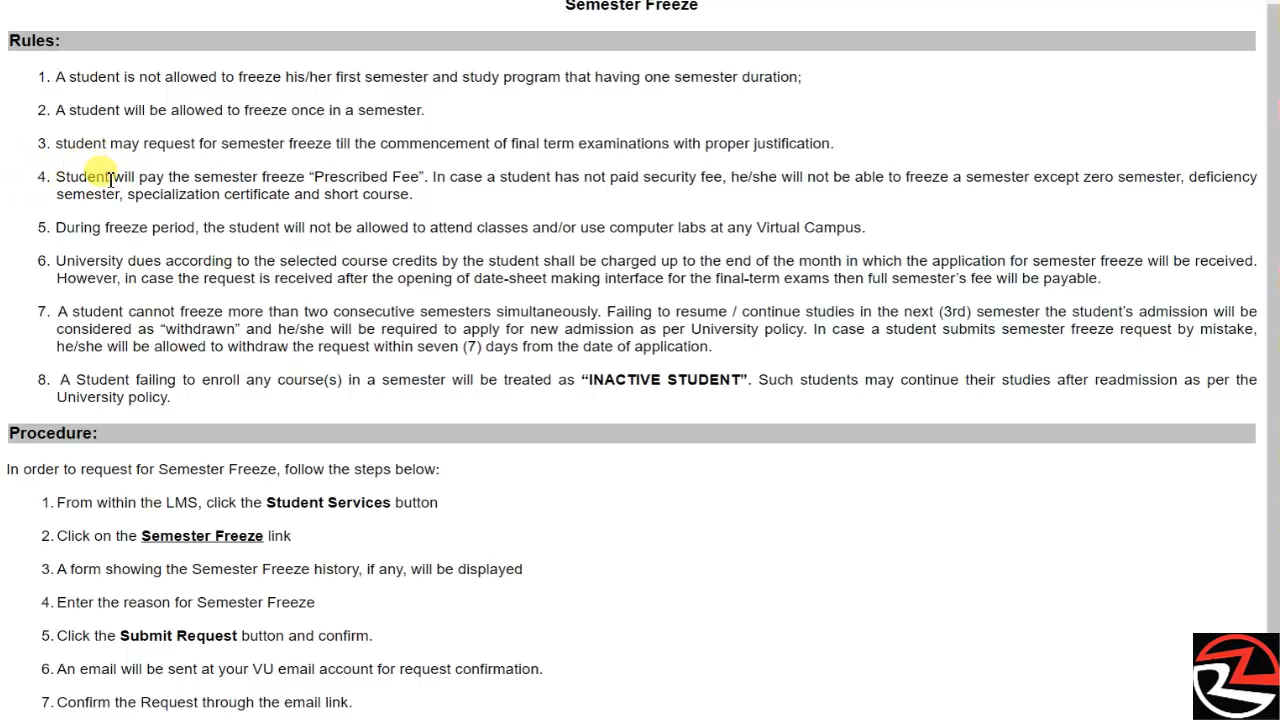 Semester Freeze
Rules:
1. A student is not allowed to freeze his/her first semester and study program that having one semester duration;
2. A student will be allowed to freeze once in a semester.
3. student may request for semester freeze till the commencement of final term examinations with proper justification.
4. Student will pay the semester freeze “Prescribed Fee”. In case a student has not paid security fee, he/she will not be able to freeze a semester except zero semester, deficiency
semester, specialization certificate and short course.
5. During freeze period, the student will not be allowed to attend classes and/or use computer labs at any Virtual Campus.
6. University dues according to the selected course credits by the student shall be charged up to the end of the month in which the application for semester freeze will be received.
However, in case the request is received after the opening of date-sheet making interface for the final-term exams then full semester’s fee will be payable.
7. A student cannot freeze more than two consecutive semesters simultaneously. Failing to resume / continue studies in the next (3rd) semester the student’s admission will be
considered as “withdrawn” and he/she will be required to apply for new admission as per University policy. In case a student submits semester freeze request by mistake,
he/she will be allowed to withdraw the request within seven (7) days from the date of application.
8. A Student failing to enroll any course(s) in a semester will be treated as “INACTIVE STUDENT”. Such students may continue their studies after readmission as per the
University policy.
Procedure:
In order to request for Semester Freeze, follow the steps below:
1. From within the LMS, click the Student Services button
2. Click on the Semester Freeze link
3. A form showing the Semester Freeze history, if any, will be displayed
4. Enter the reason for Semester Freeze
5. Click the Submit Request button and confirm.
6. An email will be sent at your VU email account for request confirmation.
7. Confirm the Request through the email link.